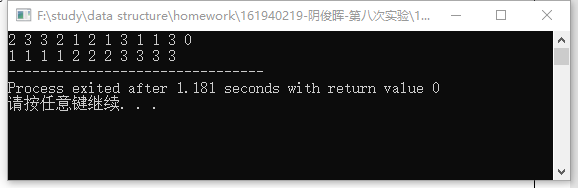 F:\study\data structure\homework\161940219-阴俊晖-第八次实验\1...
2 3 3 2 1 2 1 3 1 1 3 0
1 1 1 1 2 2 2 3 3 3 3
--------------------------------
Process exited after 1.181 seconds with return value 0
请按任意键继续. . .